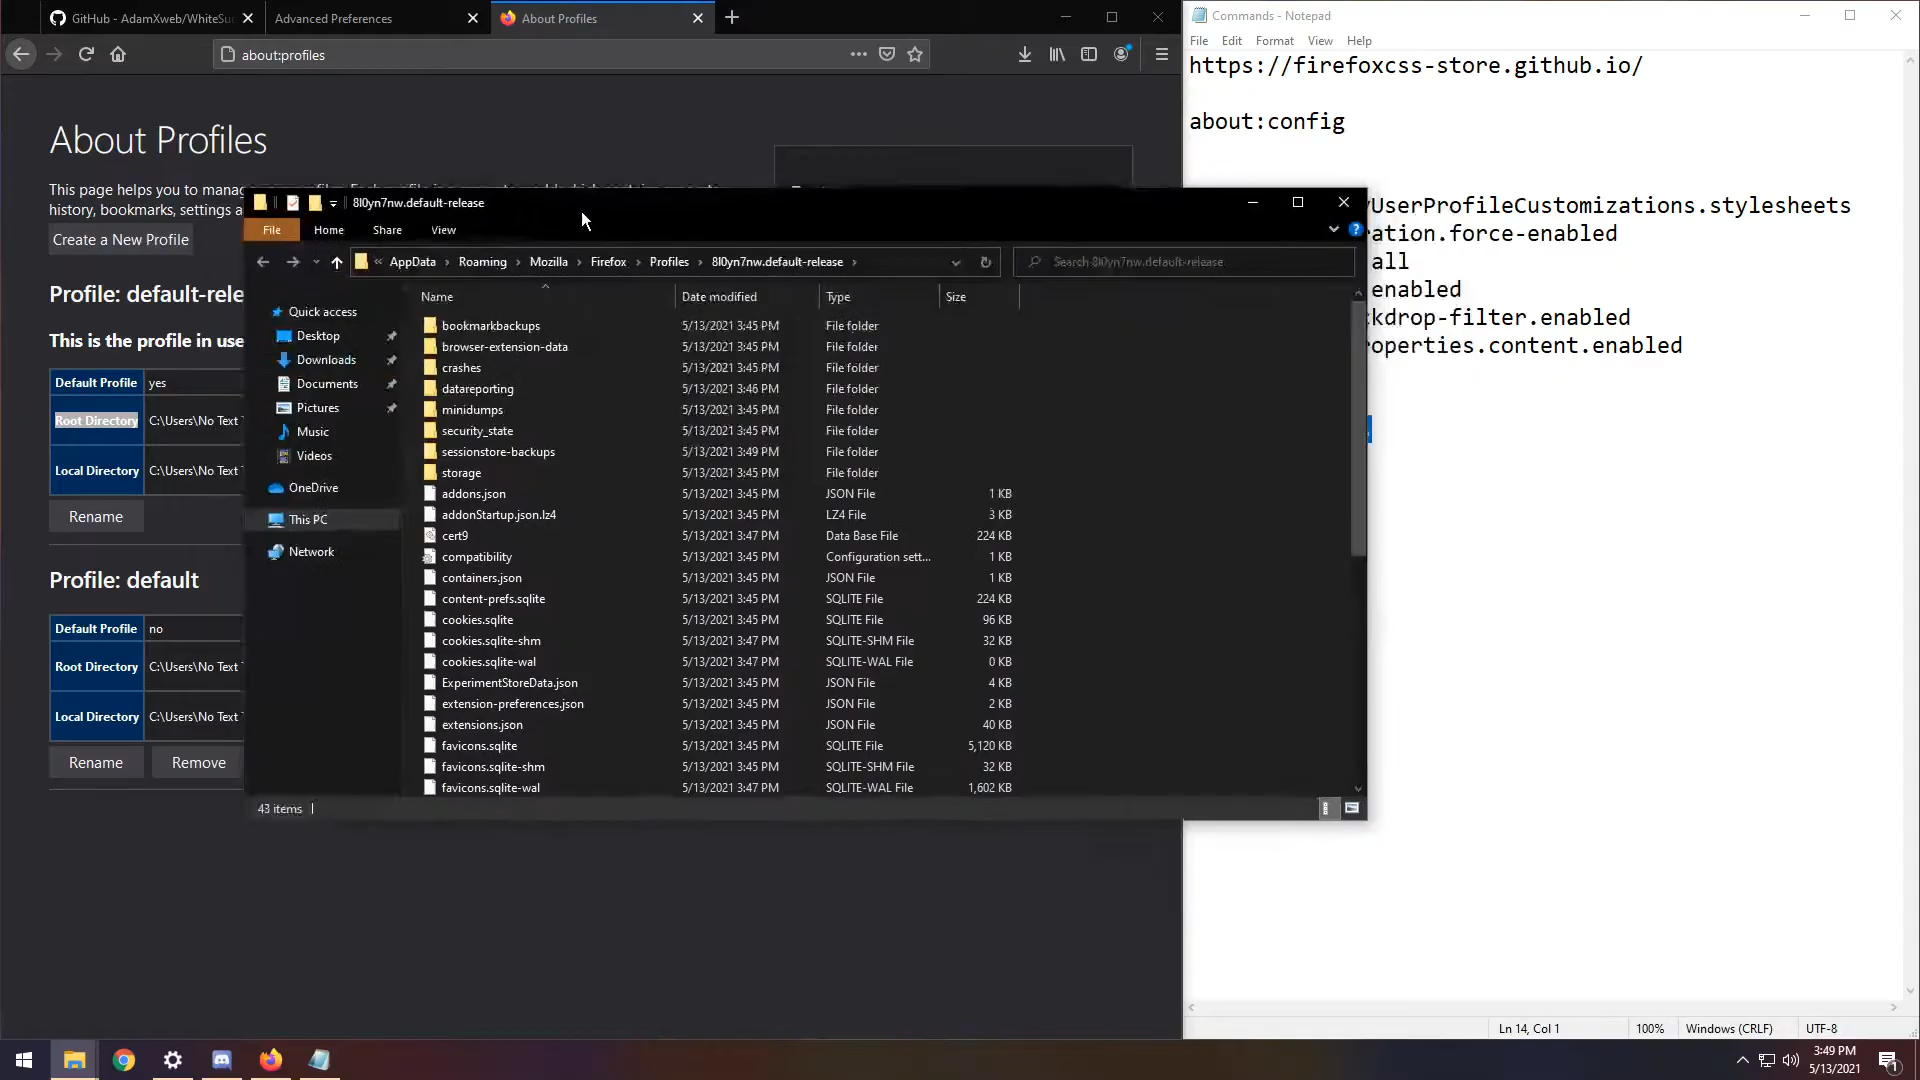 GitHub - AdamXweb/WhiteSu
Advanced Preferences
About Profiles
about:profiles
About Profiles
This page helps you to mana
history, bookmarks, settings a
Create a New Profile
Profile: default-rele
This is the profile in use
Default Profile yes
Root Directory C:\Users\No Text
Local Directory C:\Users\No Text
Rename
Profile: default
Default Profile no
Root Directory C:\Users\No Text
Local Directory C:\Users\No Text
Rename Remove
8l0yn7nw.default-release
File Home Share View
AppData Roaming Mozilla Firefox Profiles 8l0yn7nw.default-release
Search 8l0yn7nw.default-release
Quick access
Desktop
Downloads
Documents
Pictures
Music
Videos
OneDrive
This PC
Network
Name Date modified Type Size
bookmarkbackups 5/13/2021 3:45 PM File folder
browser-extension-data 5/13/2021 3:45 PM File folder
crashes 5/13/2021 3:45 PM File folder
datareporting 5/13/2021 3:46 PM File folder
minidumps 5/13/2021 3:45 PM File folder
security_state 5/13/2021 3:45 PM File folder
sessionstore-backups 5/13/2021 3:49 PM File folder
storage 5/13/2021 3:45 PM File folder
addons.json 5/13/2021 3:45 PM JSON File 1 KB
addonStartup.json.lz4 5/13/2021 3:45 PM LZ4 File 3 KB
cert9 5/13/2021 3:47 PM Data Base File 224 KB
compatibility 5/13/2021 3:45 PM Configuration sett... 1 KB
containers.json 5/13/2021 3:45 PM JSON File 1 KB
content-prefs.sqlite 5/13/2021 3:45 PM SQLITE File 224 KB
cookies.sqlite 5/13/2021 3:45 PM SQLITE File 96 KB
cookies.sqlite-shm 5/13/2021 3:47 PM SQLITE-SHM File 32 KB
cookies.sqlite-wal 5/13/2021 3:47 PM SQLITE-WAL File 0 KB
ExperimentStoreData.json 5/13/2021 3:45 PM JSON File 4 KB
extension-preferences.json 5/13/2021 3:45 PM JSON File 2 KB
extensions.json 5/13/2021 3:45 PM JSON File 40 KB
favicons.sqlite 5/13/2021 3:45 PM SQLITE File 5,120 KB
favicons.sqlite-shm 5/13/2021 3:45 PM SQLITE-SHM File 32 KB
favicons.sqlite-wal 5/13/2021 3:47 PM SQLITE-WAL File 1,602 KB
43 items
Commands - Notepad
File Edit Format View Help
https://firefoxcss-store.github.io/
about:config
yUserProfileCustomizations.stylesheets
ration.force-enabled
all
enabled
ckdrop-filter.enabled
roperties.content.enabled
Ln 14, Col 1 100% Windows (CRLF) UTF-8
3:49 PM
5/13/2021
1